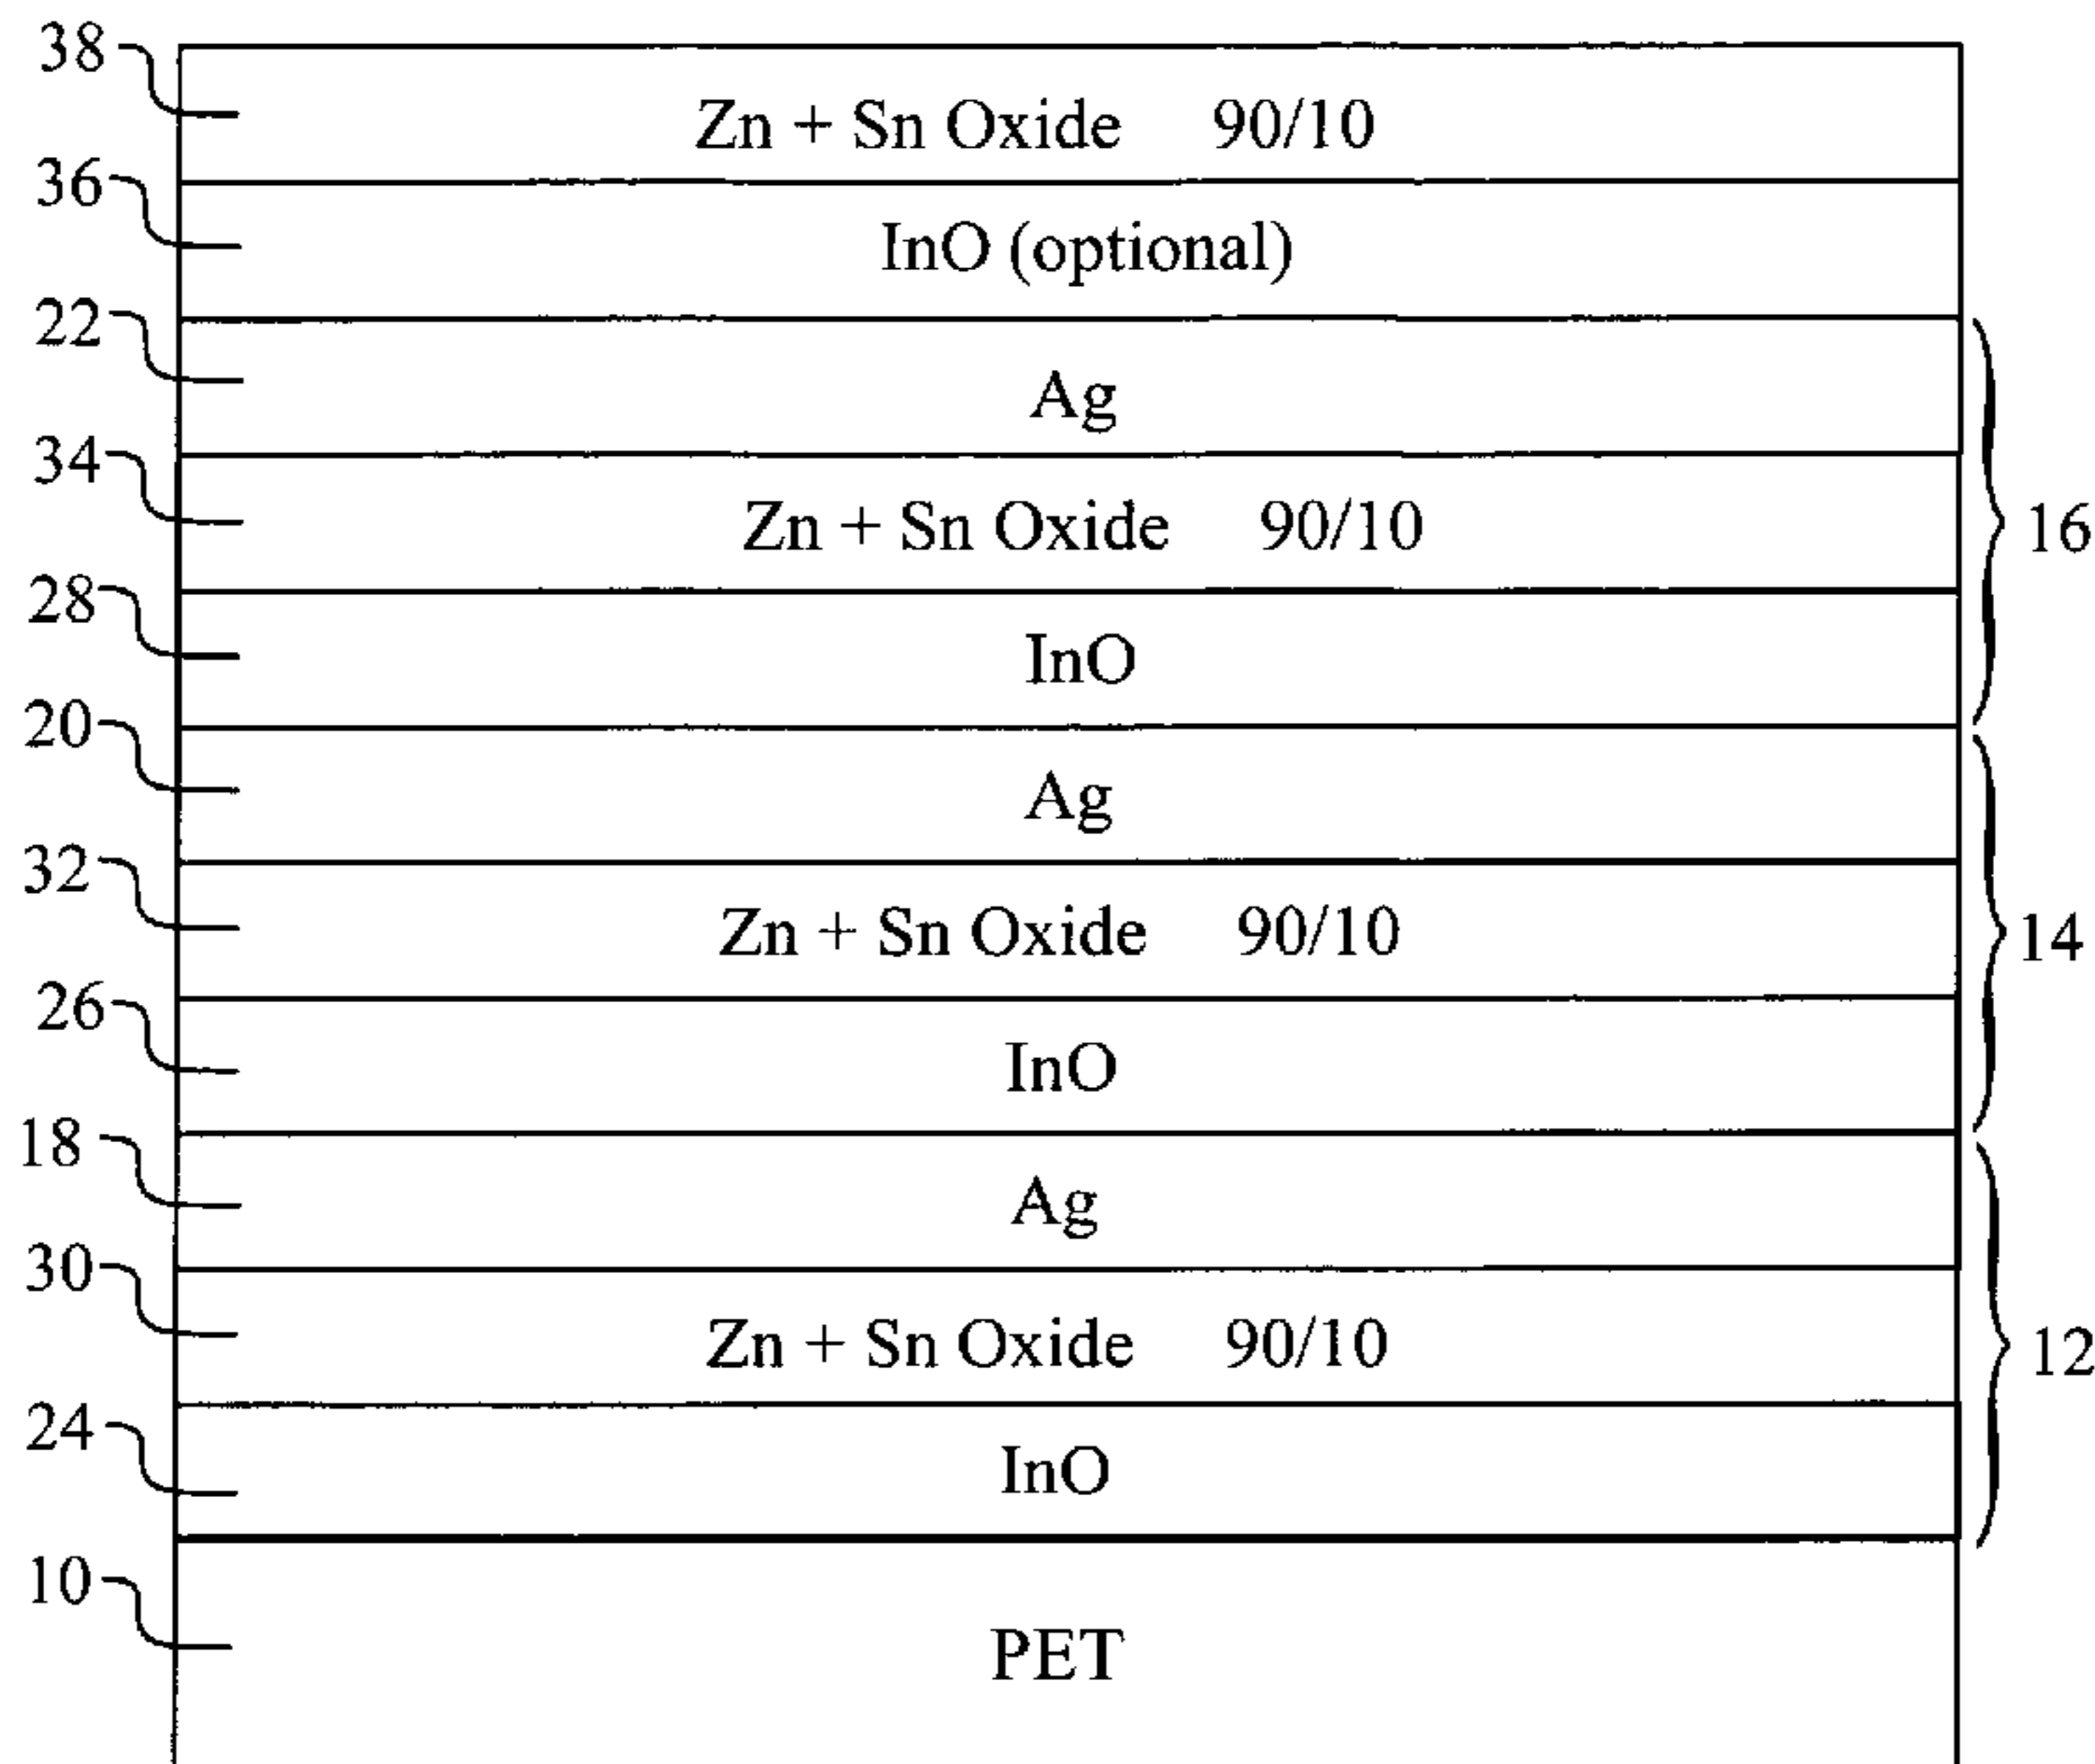 38
Zn + Sn Oxide 90/10
36
InO (optional)
22
Ag
34
Zn + Sn Oxide 90/10
16
28
InO
20
Ag
32
Zn + Sn Oxide 90/10
14
26
InO
18
Ag
30
Zn + Sn Oxide 90/10
12
24
InO
10
PET